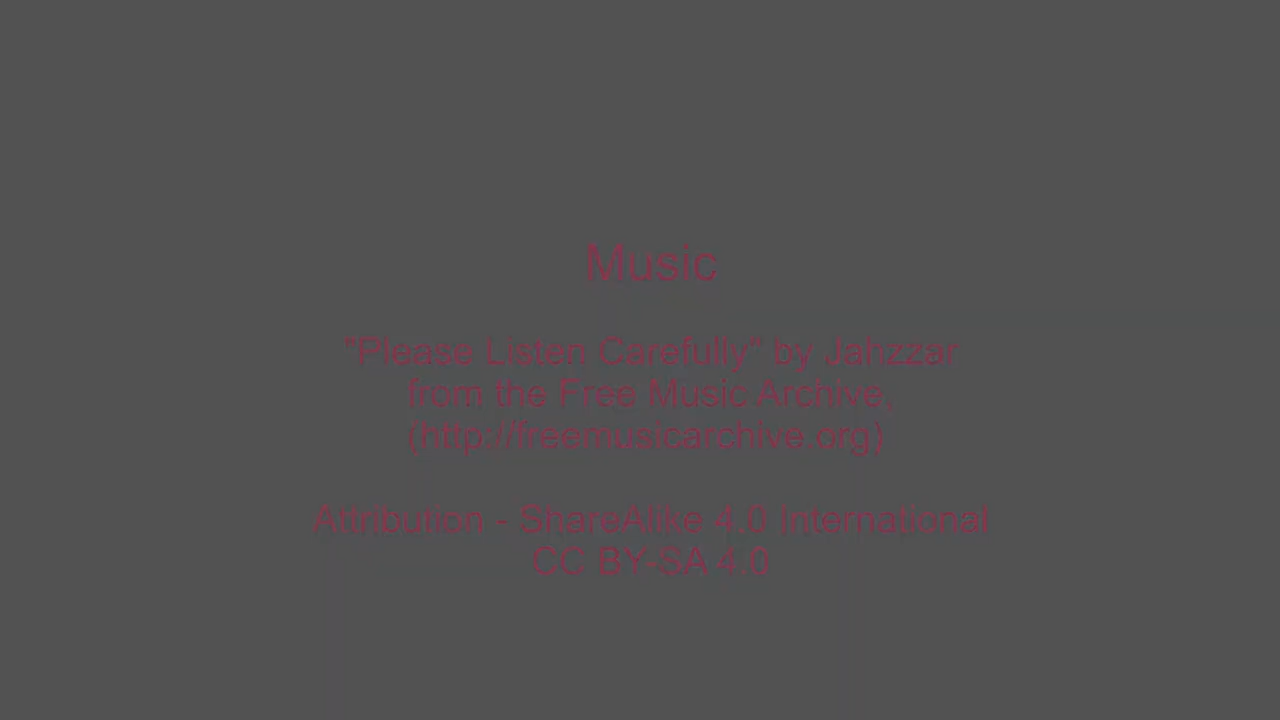 Music
"Please Listen Carefully" by Jahzzar
from the Free Music Archive,
(http://freemusicarchive.org)
Attribution - ShareAlike 4.0 International
CC BY-SA 4.0